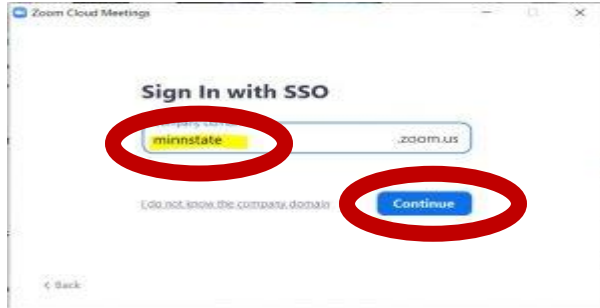 Zoom Cloud Meetings
Sign In with SSO
minnstate .zoom.us
I do not know the company domain Continue
< Back